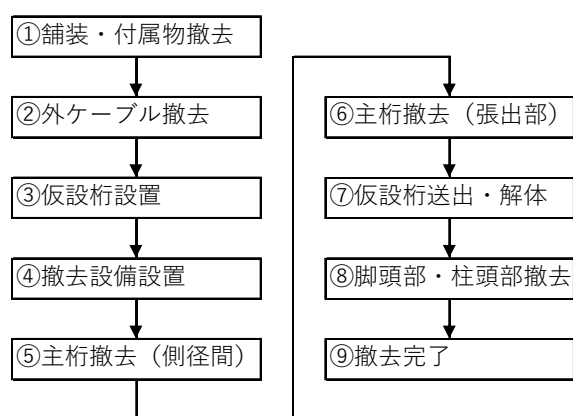 ①舗装・付属物撤去
②外ケーブル撤去
③仮設桁設置
④撤去設備設置
⑤主桁撤去（側径間）
⑥主桁撤去（張出部）
⑦仮設桁送出・解体
⑧脚頭部・柱頭部撤去
⑨撤去完了